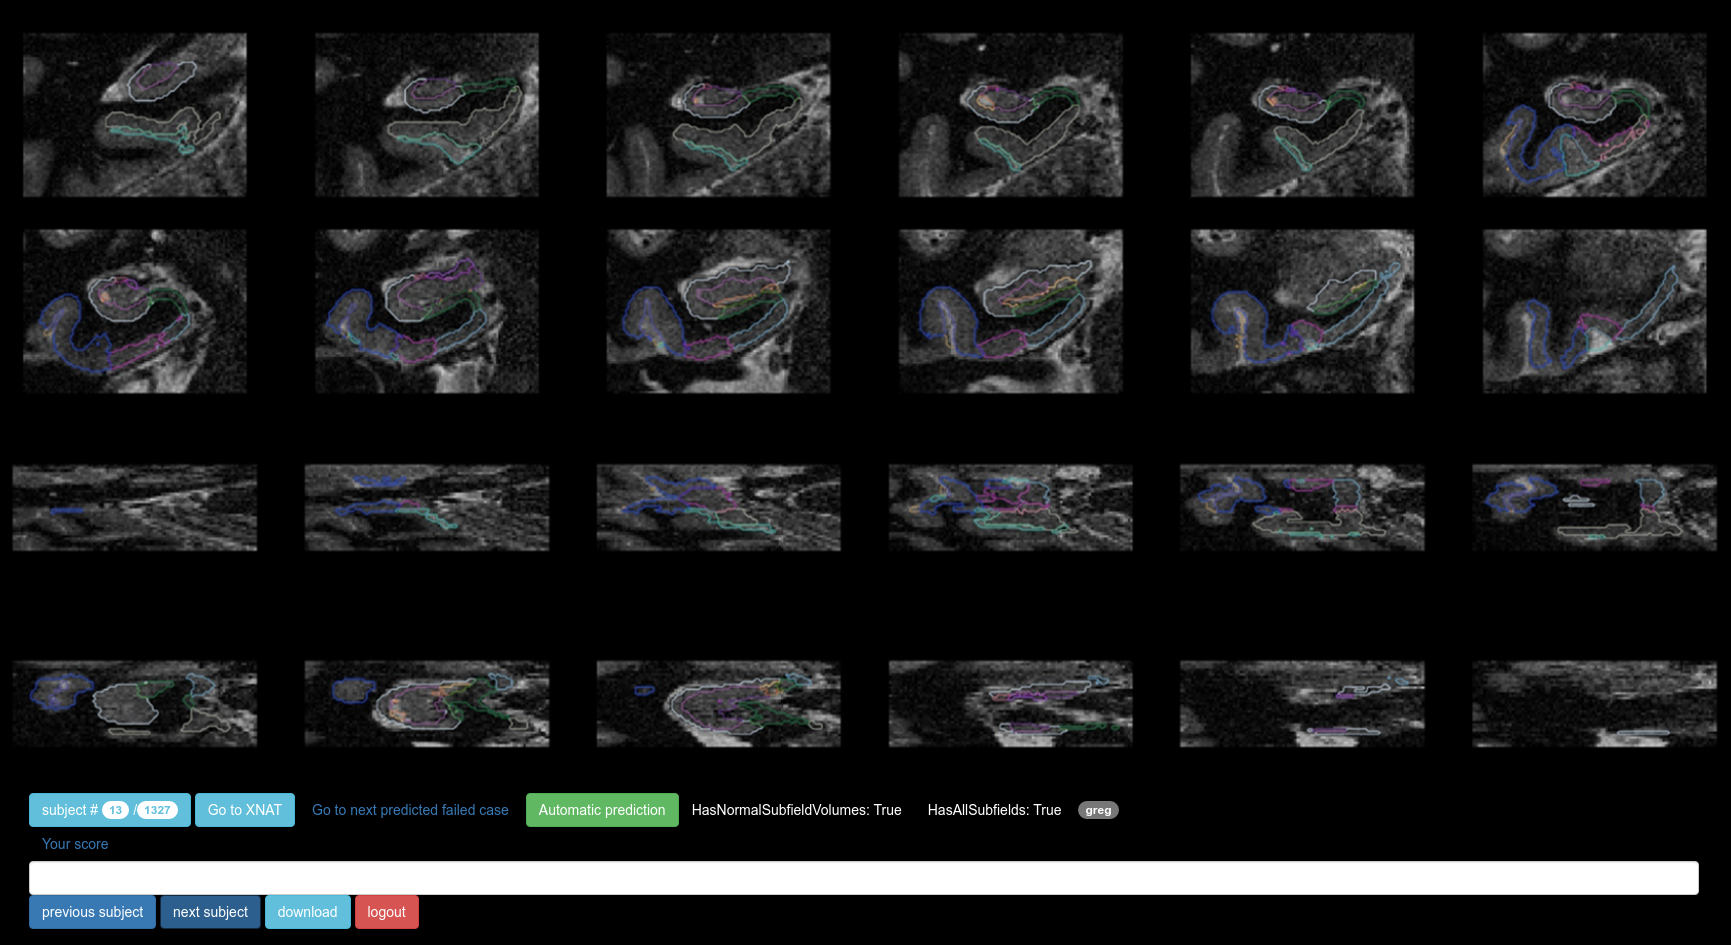 subject # 13 /1327 Go to XNAT Go to next predicted failed case Automatic prediction HasNormalSubfieldVolumes: True HasAllSubfields: True greg
Your score
previous subject next subject download logout